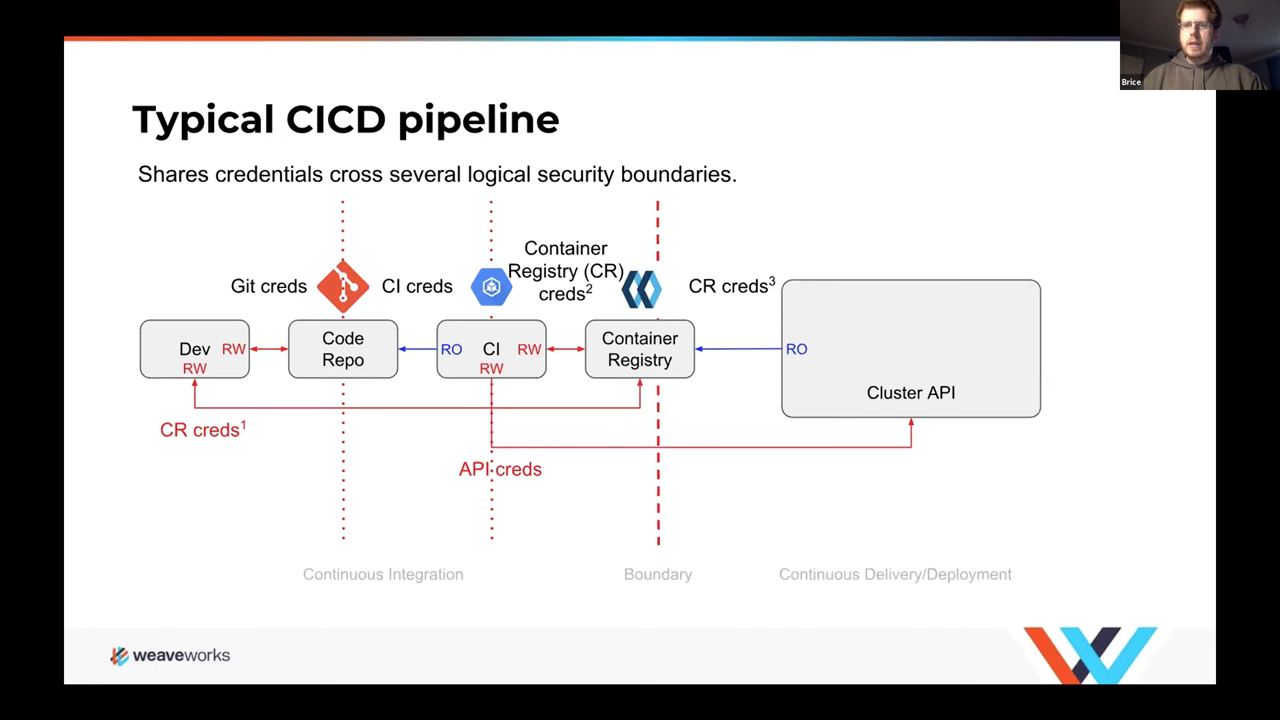 Brice
Typical CICD pipeline
Shares credentials cross several logical security boundaries.
Git creds
CI creds
Container
Registry (CR)
creds²
CR creds³
Dev
RW
RW
Code
Repo
RO
CI
RW
RW
Container
Registry
RO
Cluster API
CR creds¹
API creds
Continuous Integration
Boundary
Continuous Delivery/Deployment
weaveworks